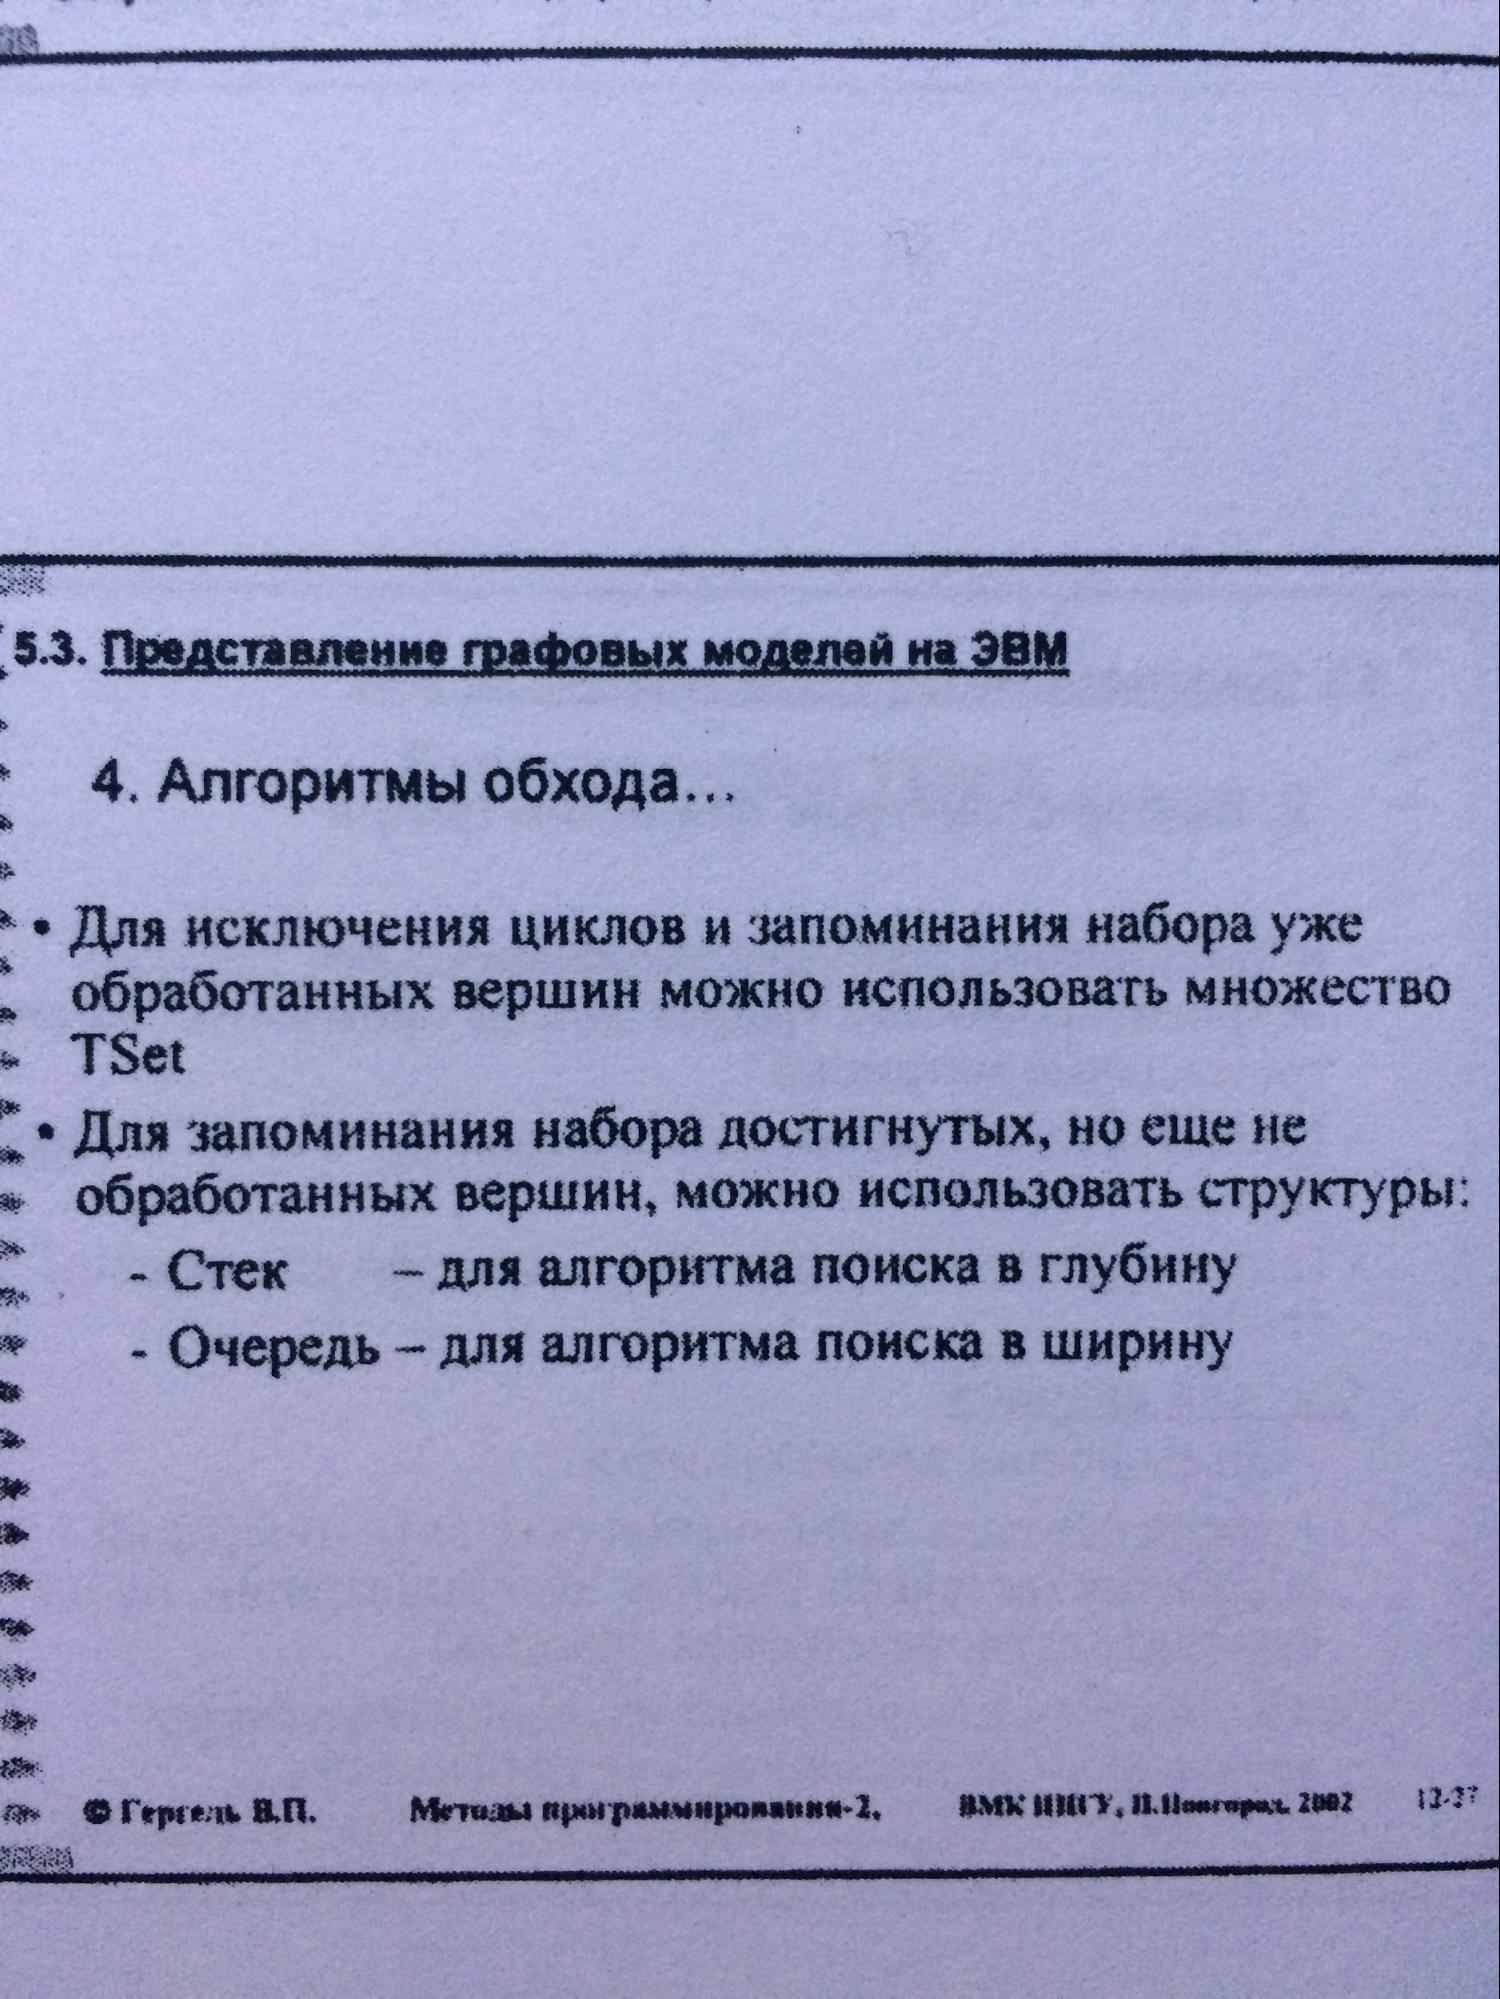 5.3. Представление графовых моделей на ЭВМ
4. Алгоритмы обхода...
• Для исключения циклов и запоминания набора уже
обработанных вершин можно использовать множество
TSet
• Для запоминания набора достигнутых, но еще не
обработанных вершин, можно использовать структуры:
- Стек – для алгоритма поиска в глубину
- Очередь – для алгоритма поиска в ширину
© Гергель В.П. Методы программирования-2, ВМК ННГУ, Н.Новгород, 2002 12-27